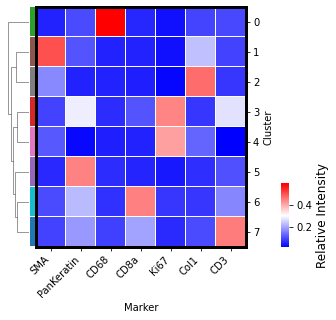 0
1
2
3
4
5
6
7
Cluster
SMA
PanKeratin
CD68
CD8a
Ki67
Col1
CD3
Marker
0.4
0.2
Relative Intensity